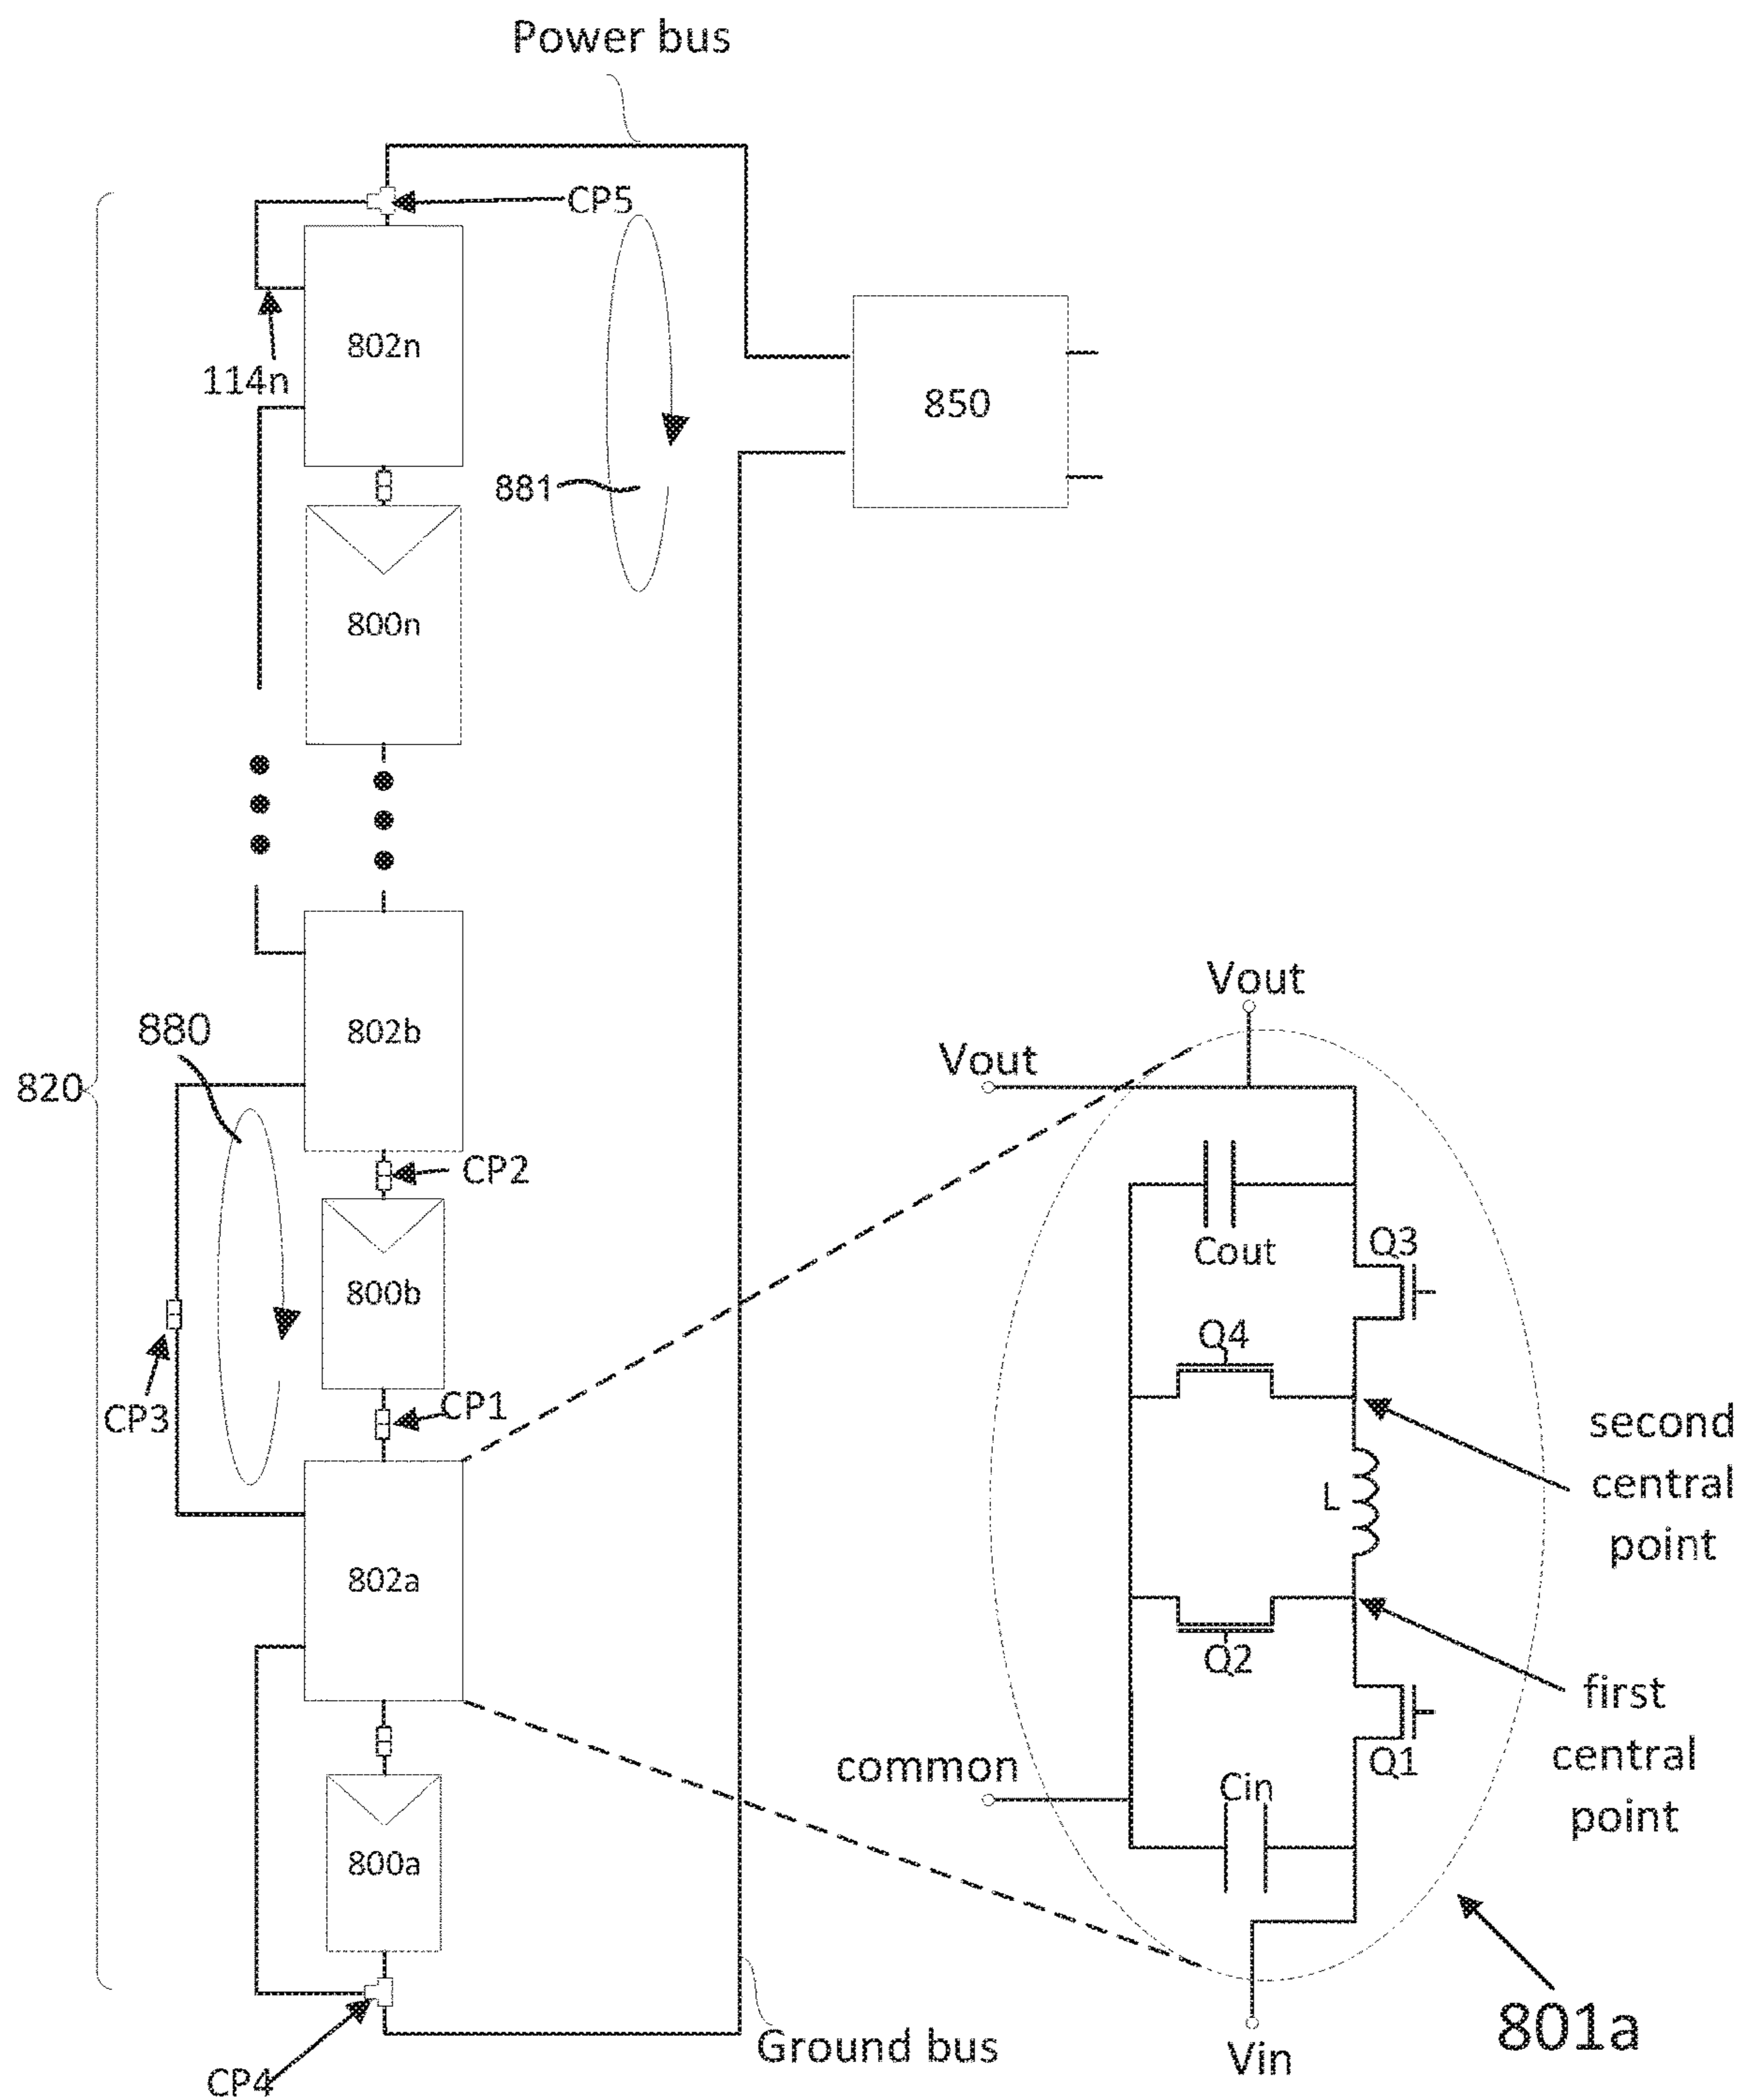 Power bus
CP5
802n
114n
850
881
800n
802b
880
820
CP2
800b
CP3
CP1
802a
800a
CP4
Ground bus
Vout
Vout
Cout
Q3
Q4
second
central
point
L
Q2
first
central
point
Q1
common
Cin
Vin
801a